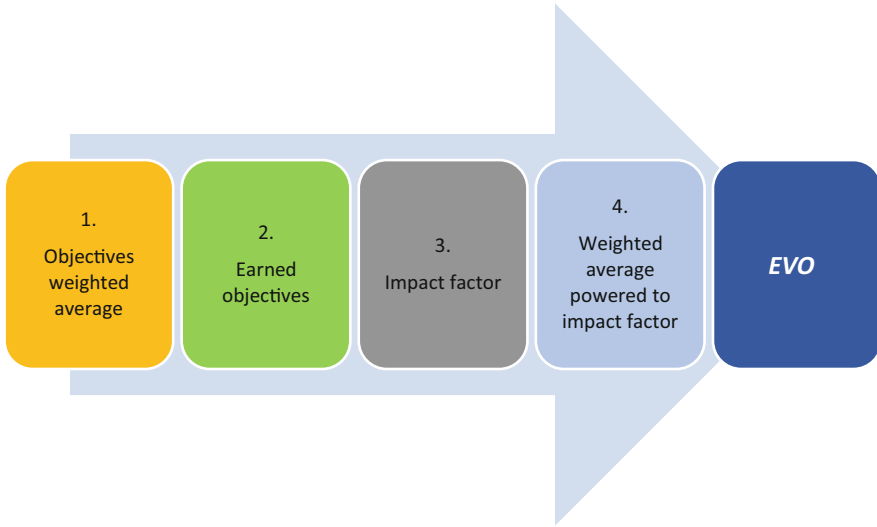 1.
Objectives
weighted
average
2.
Earned
objectives
3.
Impact factor
4.
Weighted
average
powered to
impact factor
EVO